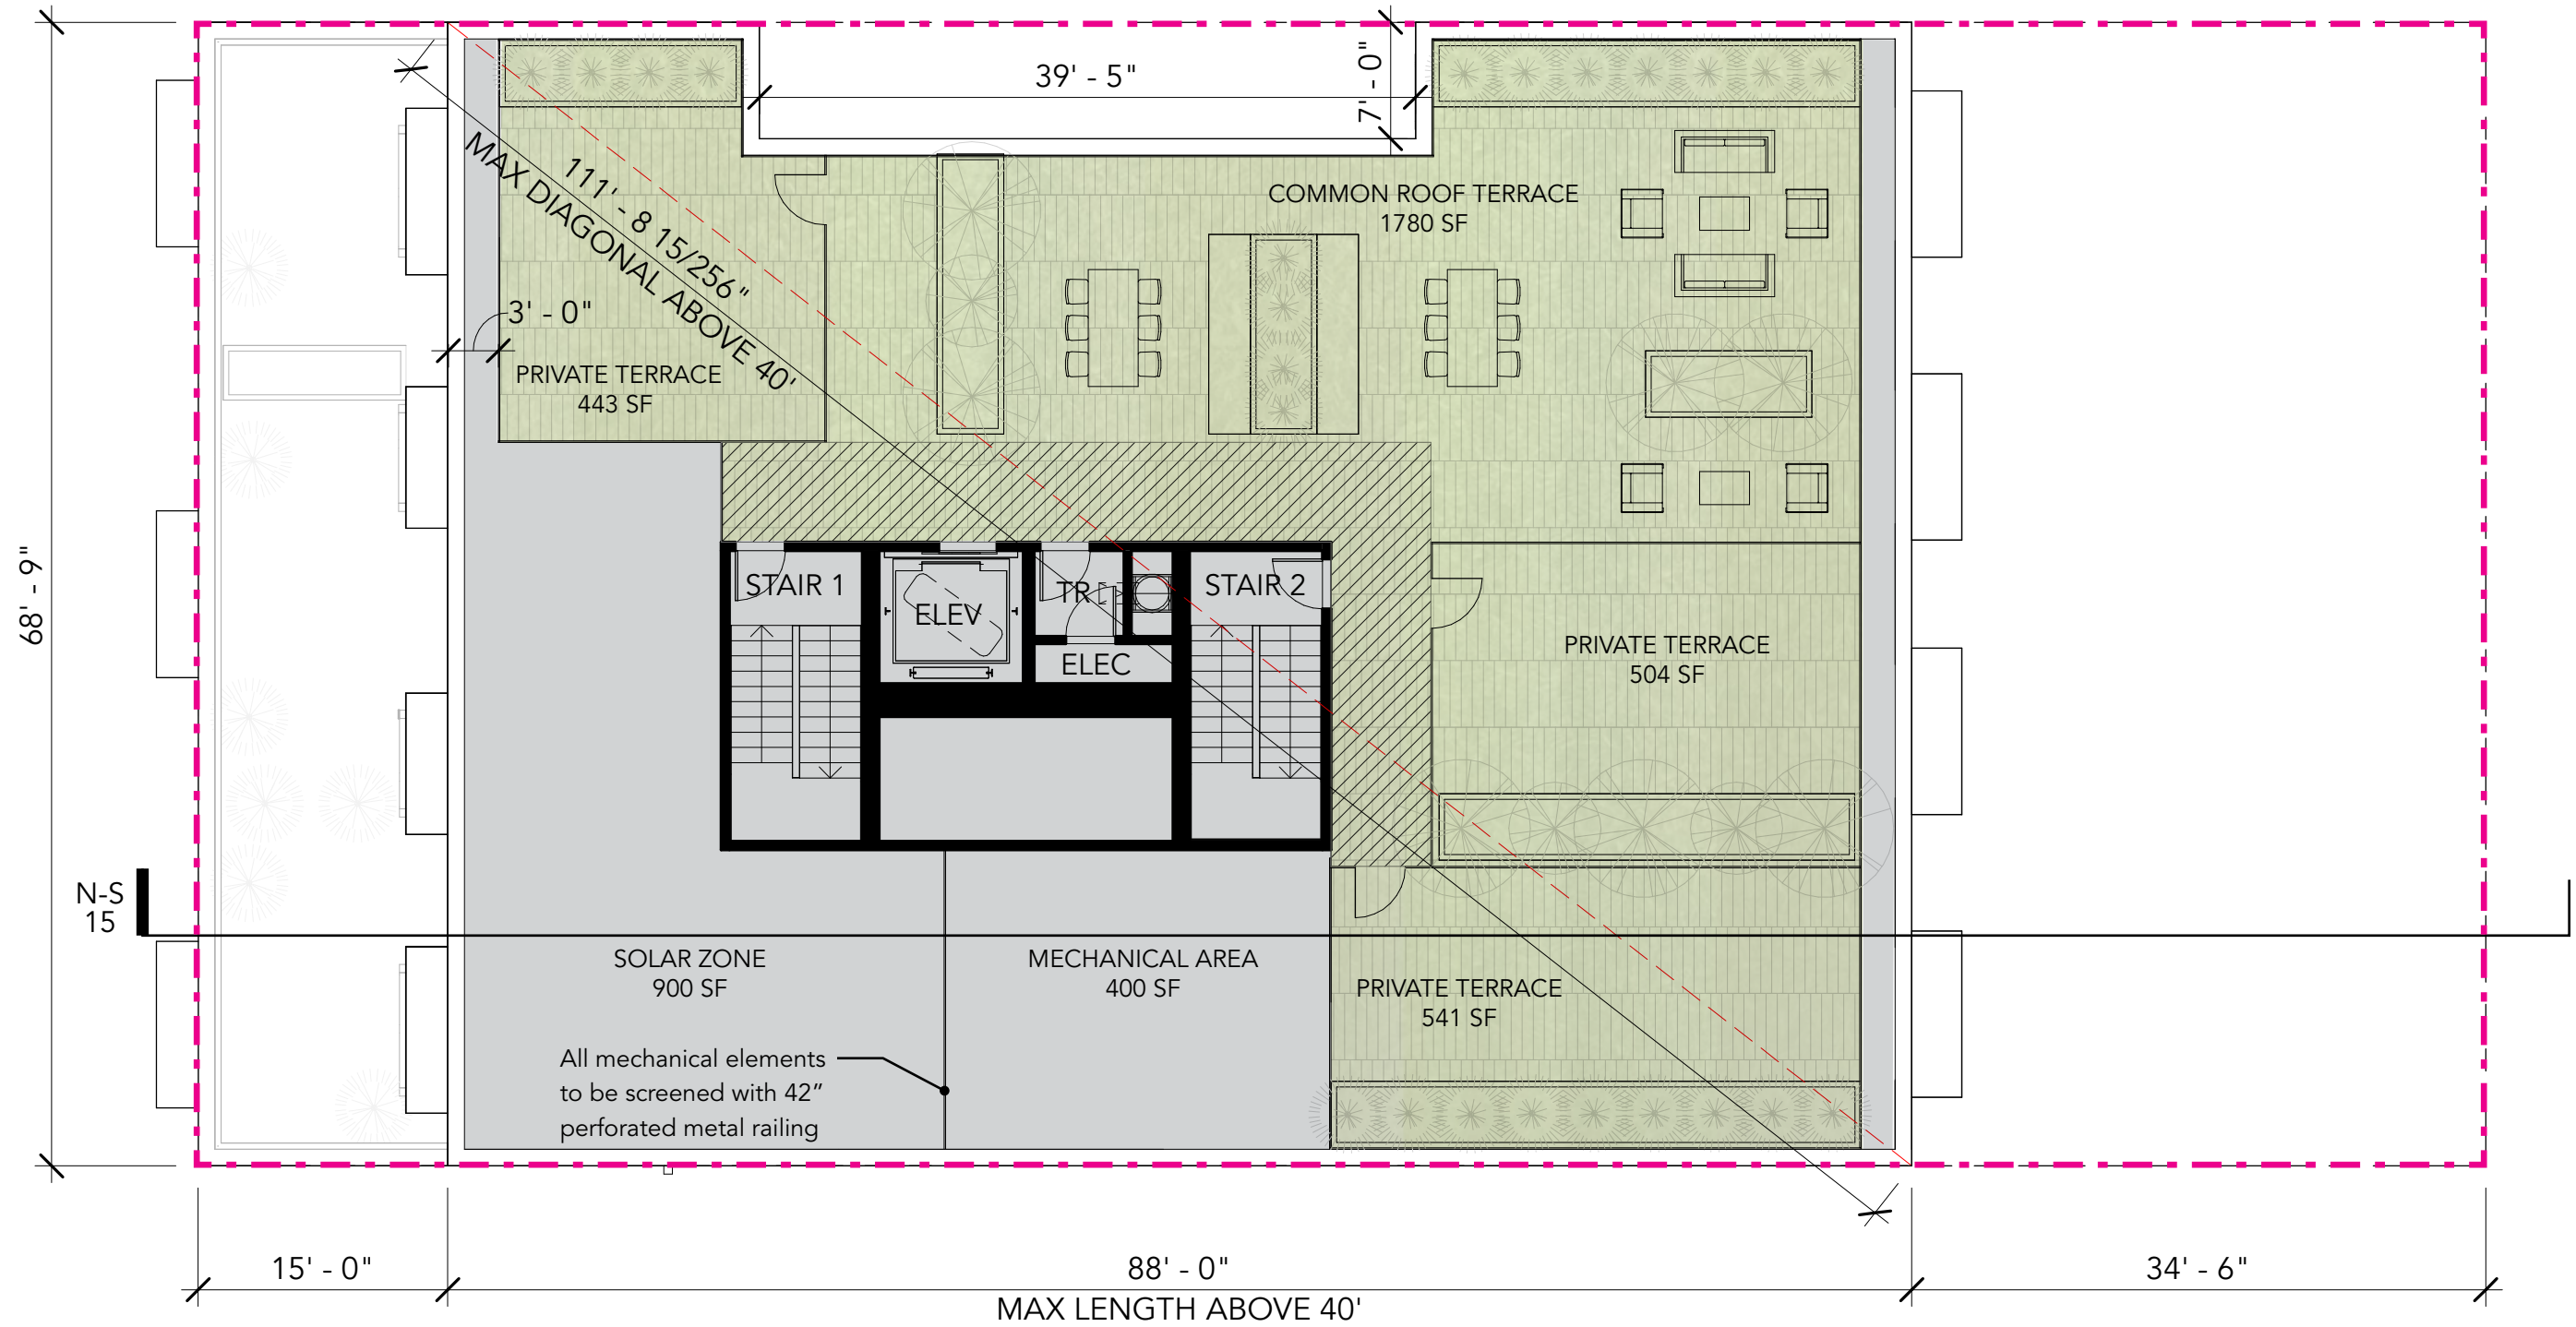 39' - 5"
7' - 0"
COMMON ROOF TERRACE
1780 SF
111' - 8 15/256"
MAX DIAGONAL ABOVE 40'
3' - 0"
PRIVATE TERRACE
443 SF
68' - 9"
STAIR 1
ELEV
TR
STAIR 2
ELEC
PRIVATE TERRACE
504 SF
N-S
15
SOLAR ZONE
900 SF
MECHANICAL AREA
400 SF
PRIVATE TERRACE
541 SF
All mechanical elements
to be screened with 42”
perforated metal railing
15' - 0"
88' - 0"
34' - 6"
MAX LENGTH ABOVE 40'